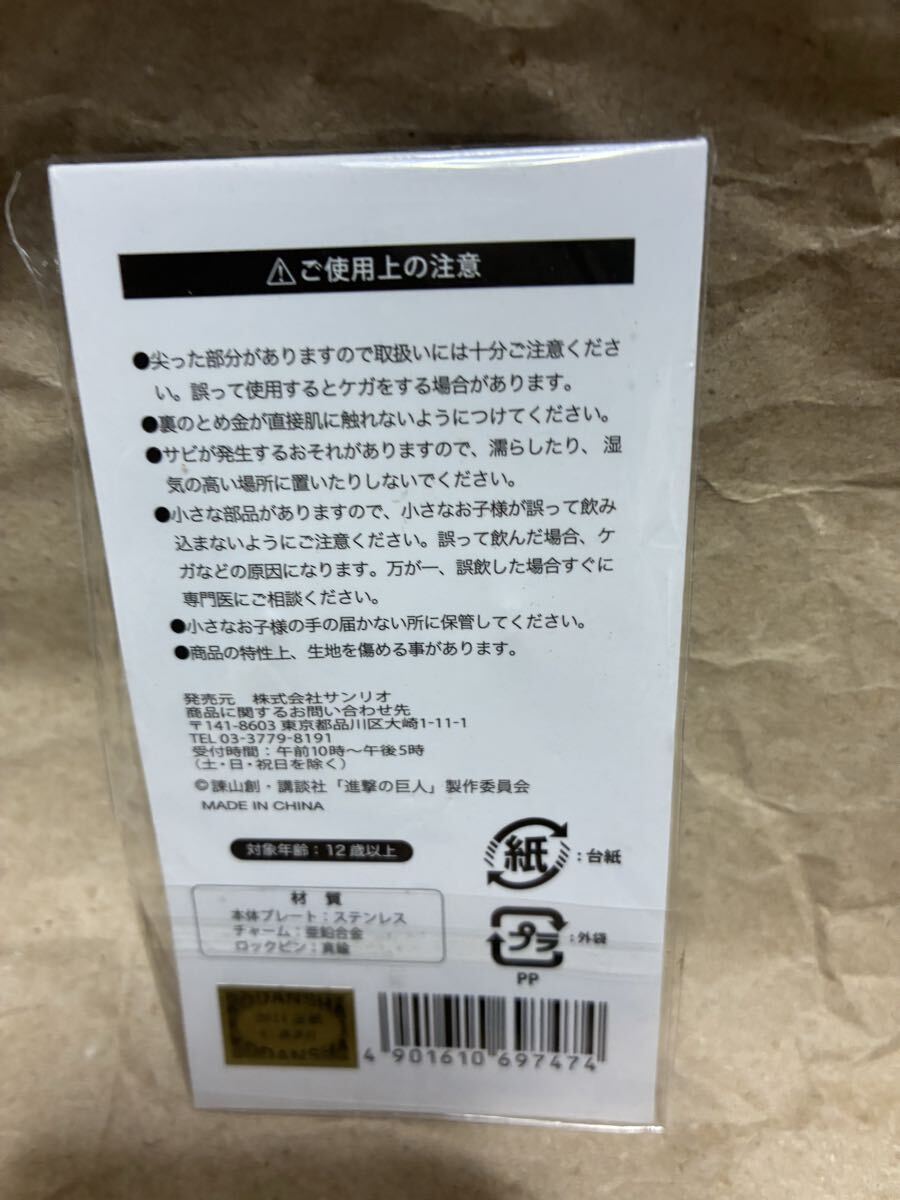 ⚠ご使用上の注意
●尖った部分がありますので取扱いには十分ご注意くださ
い。誤って使用するとケガをする場合があります。
●裏のとめ金が直接肌に触れないようにつけてください。
●サビが発生するおそれがありますので、濡らしたり、湿
気の高い場所に置いたりしないでください。
●小さな部品がありますので、小さなお子様が誤って飲み
込まないようにご注意ください。誤って飲んだ場合、ケ
ガなどの原因になります。万が一、誤飲した場合すぐに
専門医にご相談ください。
●小さなお子様の手の届かない所に保管してください。
●商品の特性上、生地を傷める事があります。
発売元　株式会社サンリオ
商品に関するお問い合わせ先
〒141-8603 東京都品川区大崎1-11-1
TEL 03-3779-8191
受付時間：午前10時～午後5時
（土・日・祝日を除く）
©諫山創・講談社「進撃の巨人」製作委員会
MADE IN CHINA
対象年齢：12歳以上
紙：台紙
材　質
本体プレート：ステンレス
チャーム：亜鉛合金
ロックピン：真鍮
プラ：外袋
PP
KODANSHA
KODANSHA
4 901610 697474